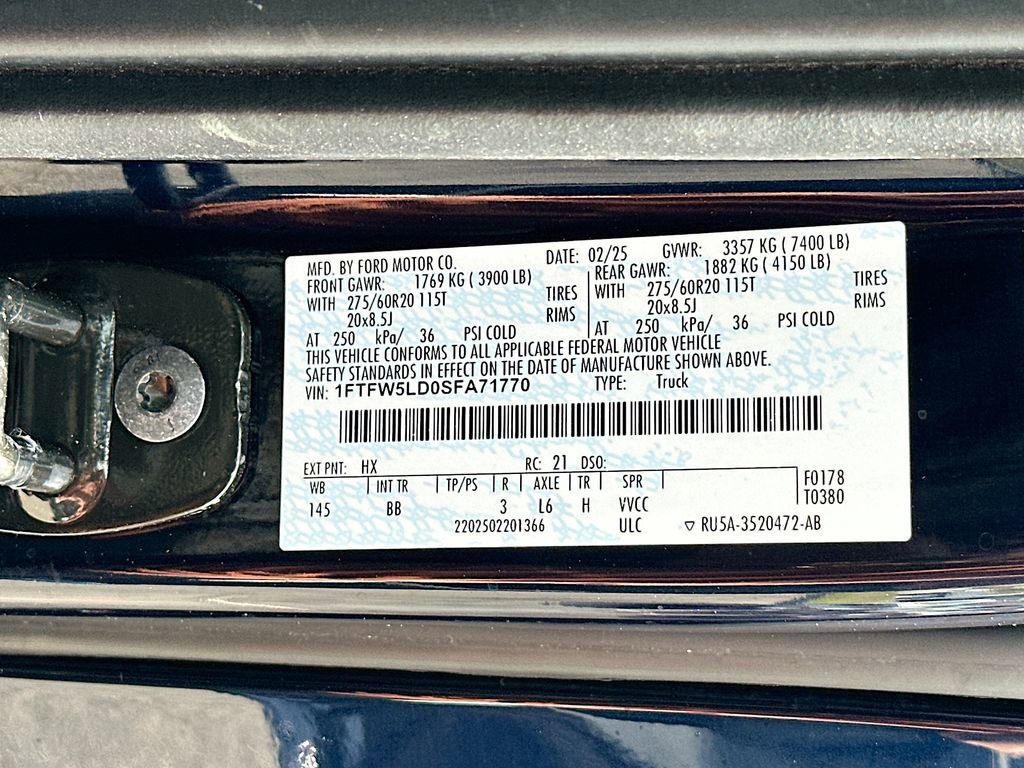 MFD. BY FORD MOTOR CO. DATE: 02/25 GVWR: 3357 KG ( 7400 LB)
FRONT GAWR: 1769 KG ( 3900 LB) REAR GAWR: 1882 KG ( 4150 LB)
WITH 275/60R20 115T TIRES WITH 275/60R20 115T TIRES
20x8.5J RIMS 20x8.5J RIMS
AT 250 kPa/ 36 PSI COLD AT 250 kPa/ 36 PSI COLD
THIS VEHICLE CONFORMS TO ALL APPLICABLE FEDERAL MOTOR VEHICLE
SAFETY STANDARDS IN EFFECT ON THE DATE OF MANUFACTURE SHOWN ABOVE.
VIN: 1FTFW5LD0SFA71770 TYPE: Truck
EXT PNT: HX RC: 21 DSO:
WB INT TR TP/PS R AXLE TR SPR F0178
145 BB 3 L6 H VVCC T0380
2202502201366 ULC ▽ RU5A-3520472-AB